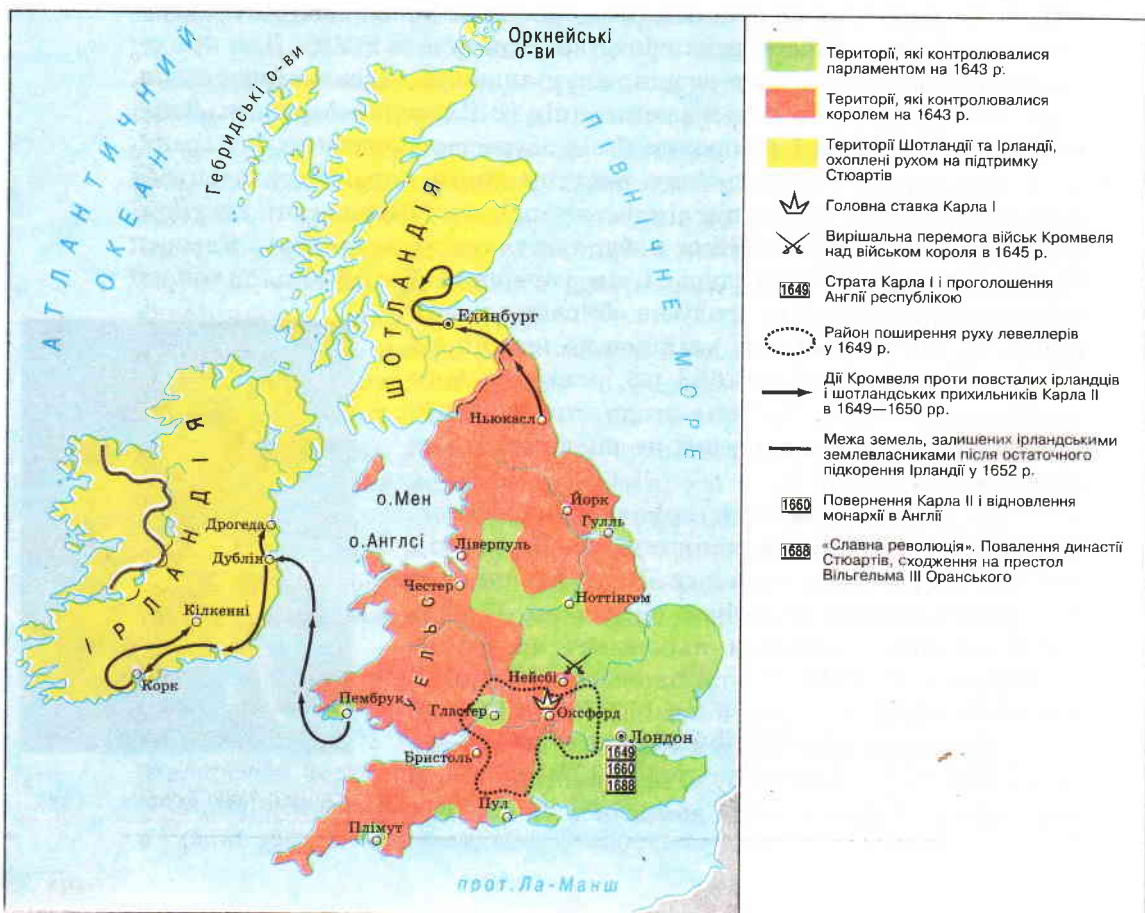 Оркнейські
о-ви
Гебридські о-ви
АТЛАНТИЧНИЙ
ОКЕАН
ПІВНІЧНЕ
МОРЕ
ШОТЛАНДІЯ
Единбург
Ньюкасл
ІРЛАНДІЯ
о.Мен
Йорк
Гулль
Дрогеда
о.Англсі
Ліверпуль
Дублін
Честер
Ноттінгем
Кілкенні
УЕЛЬС
Нейсбі
Корк
Пембрук
Гластер
Оксфорд
Лондон
Бристоль
1649
1660
1688
Пул
Плімут
прот.Ла-Манш
Території, які контролювалися
парламентом на 1643 р.
Території, які контролювалися
королем на 1643 р.
Території Шотландії та Ірландії,
охоплені рухом на підтримку
Стюартів
Головна ставка Карла І
Вирішальна перемога військ Кромвеля
над військом короля в 1645 р.
1649 Страта Карла І і проголошення
Англії республікою
Район поширення руху левеллерів
у 1649 р.
Дії Кромвеля проти повсталих ірландців
і шотландських прихильників Карла ІІ
в 1649—1650 рр.
Межа земель, залишених ірландськими
землевласниками після остаточного
підкорення Ірландії у 1652 р.
1660 Повернення Карла ІІ і відновлення
монархії в Англії
1688 «Славна революція». Повалення династії
Стюартів, сходження на престол
Вільгельма ІІІ Оранського